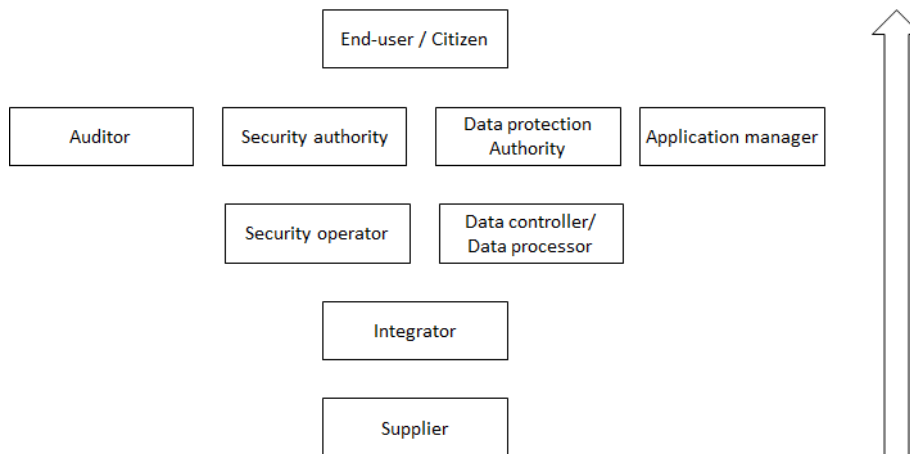 End-user / Citizen
Auditor
Security authority
Data protection
Authority
Application manager
Security operator
Data controller/
Data processor
Integrator
Supplier